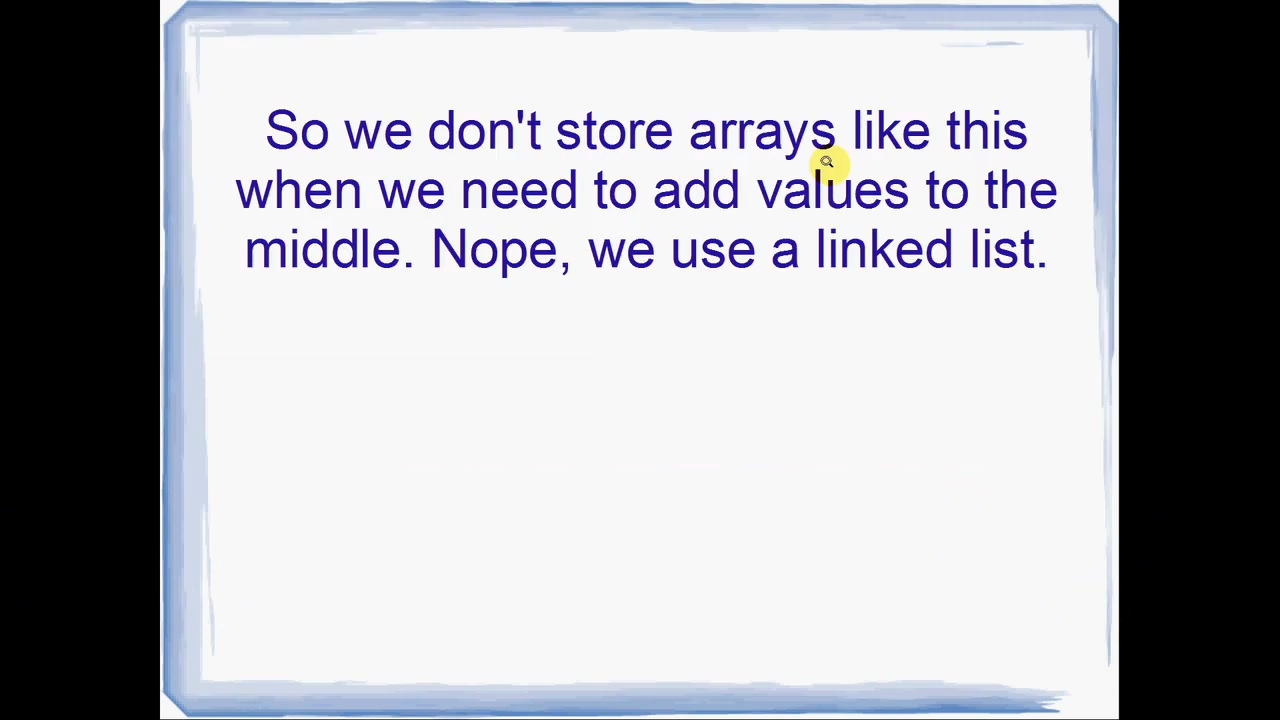 So we don't store arrays like this
when we need to add values to the
middle. Nope, we use a linked list.